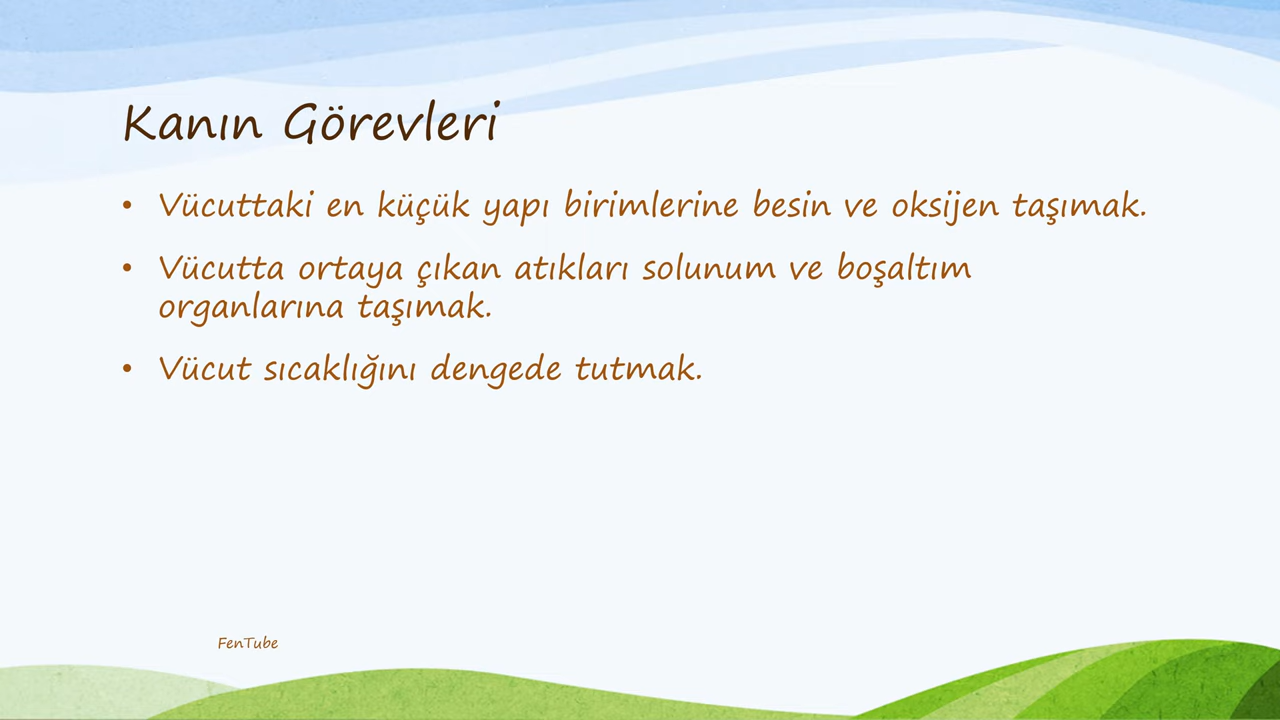 Kanın Görevleri
• Vücuttaki en küçük yapı birimlerine besin ve oksijen taşımak.
• Vücutta ortaya çıkan atıkları solunum ve boşaltım
organlarına taşımak.
• Vücut sıcaklığını dengede tutmak.
FenTube